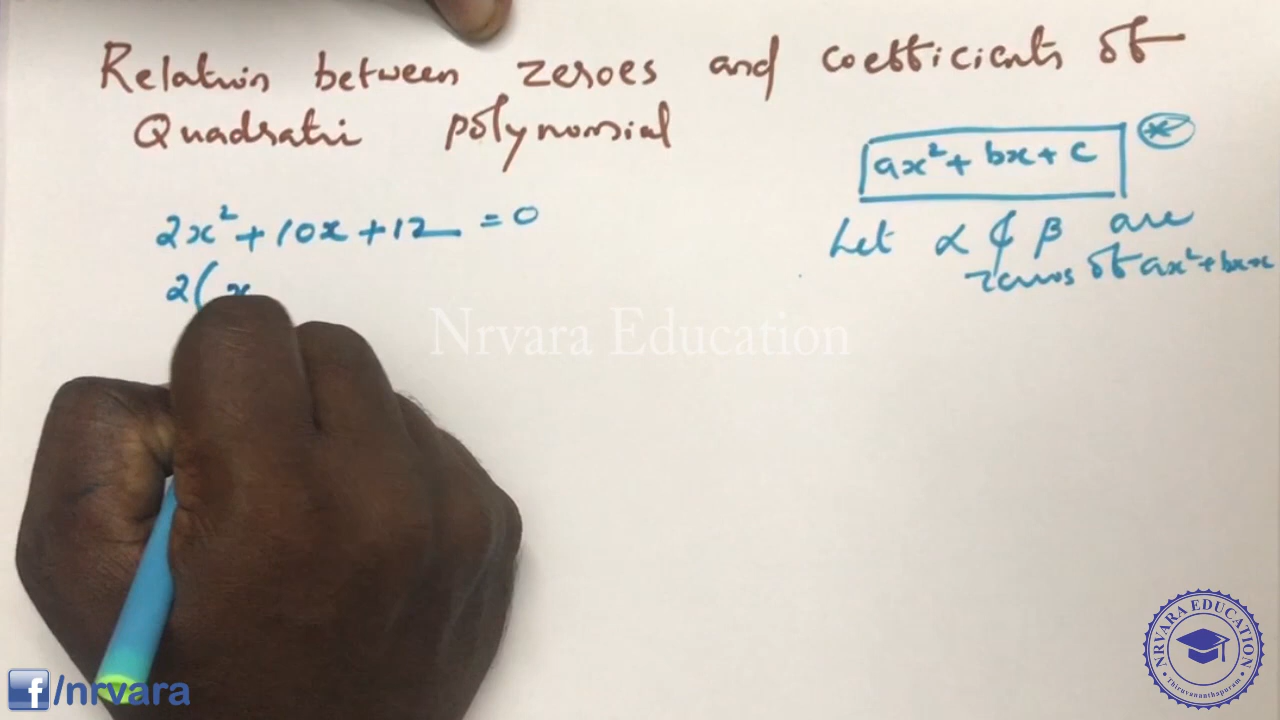 Relation between zeroes and coefficients of
Quadratic polynomial
ax² + bx + c
2x² + 10x + 12 = 0
Let α & β are
zeros of ax² + bx +
2( x
Nrvara Education
NRVARA EDUCATION
Thiruvananthapuram
f/nrvara